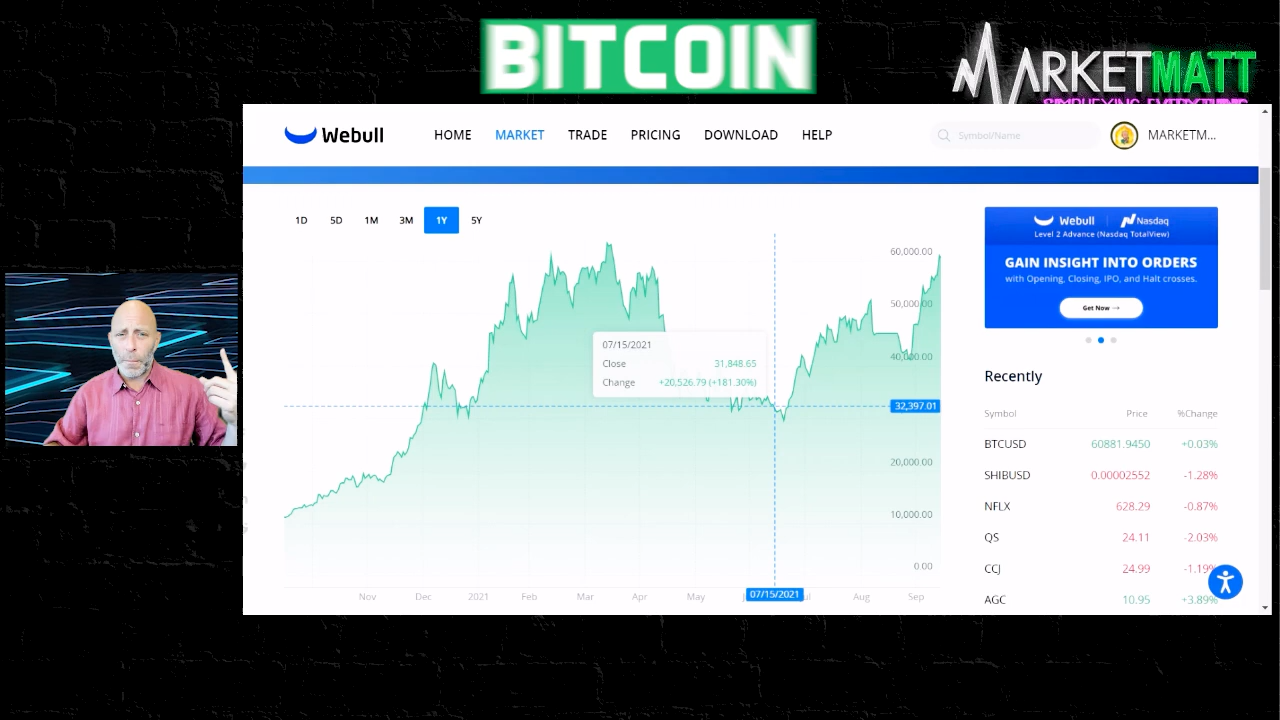 BITCOIN
MARKETMATT
SIMPLIFYING EVERYTHING
Webull HOME MARKET TRADE PRICING DOWNLOAD HELP Symbol/Name MARKETM...
1D 5D 1M 3M 1Y 5Y
Webull | Nasdaq
Level 2 Advance (Nasdaq TotalView)
GAIN INSIGHT INTO ORDERS
with Opening, Closing, IPO, and Halt crosses.
Get Now →
60,000.00
50,000.00
40,000.00
32,397.01
20,000.00
10,000.00
0.00
07/15/2021
Close 31,848.65
Change +20,526.79 (+181.30%)
Nov Dec 2021 Feb Mar Apr May 07/15/2021 Aug Sep
Recently
Symbol Price %Change
BTCUSD 60881.9450 +0.03%
SHIBUSD 0.00002552 -1.28%
NFLX 628.29 -0.87%
QS 24.11 -2.03%
CCJ 24.99 -1.19%
AGC 10.95 +3.89%